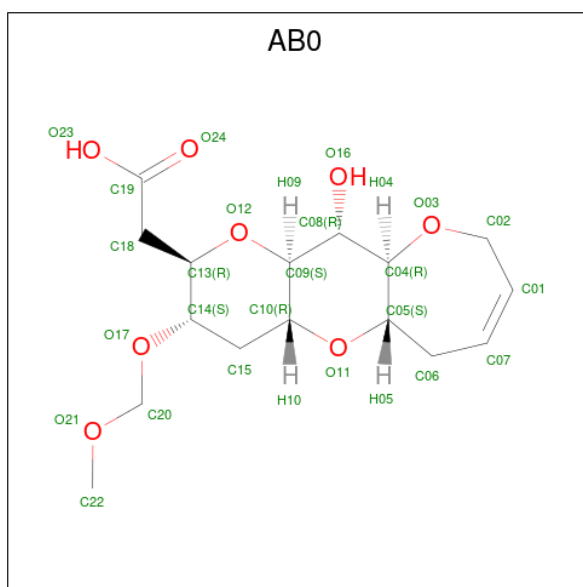 AB0
O23
HO
O
O24
C19
C18
O12
O
H09
H
O16
OH
C08(R)
H04
H
O03
O
C02
C01
C13(R)
C09(S)
C04(R)
C14(S)
C10(R)
C05(S)
O17
O
C15
H
H10
O
O11
H
H05
C06
C07
C20
O21
O
C22